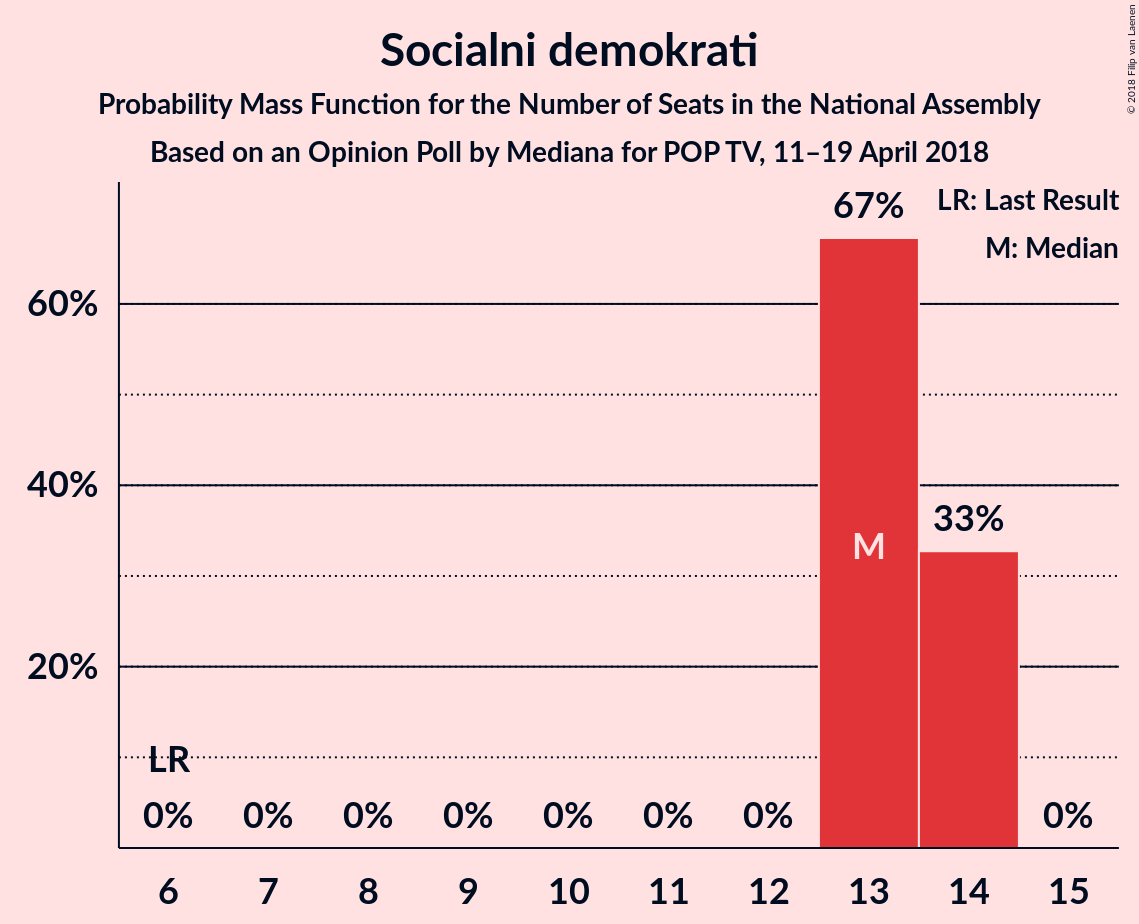 Socialni demokrati
Probability Mass Function for the Number of Seats in the National Assembly
Based on an Opinion Poll by Mediana for POP TV, 11–19 April 2018
© 2018 Filip van Laenen
LR: Last Result
M: Median
67%
60%
40%
33%
M
20%
LR
0% 0% 0% 0% 0% 0% 0% 0%
6 7 8 9 10 11 12 13 14 15